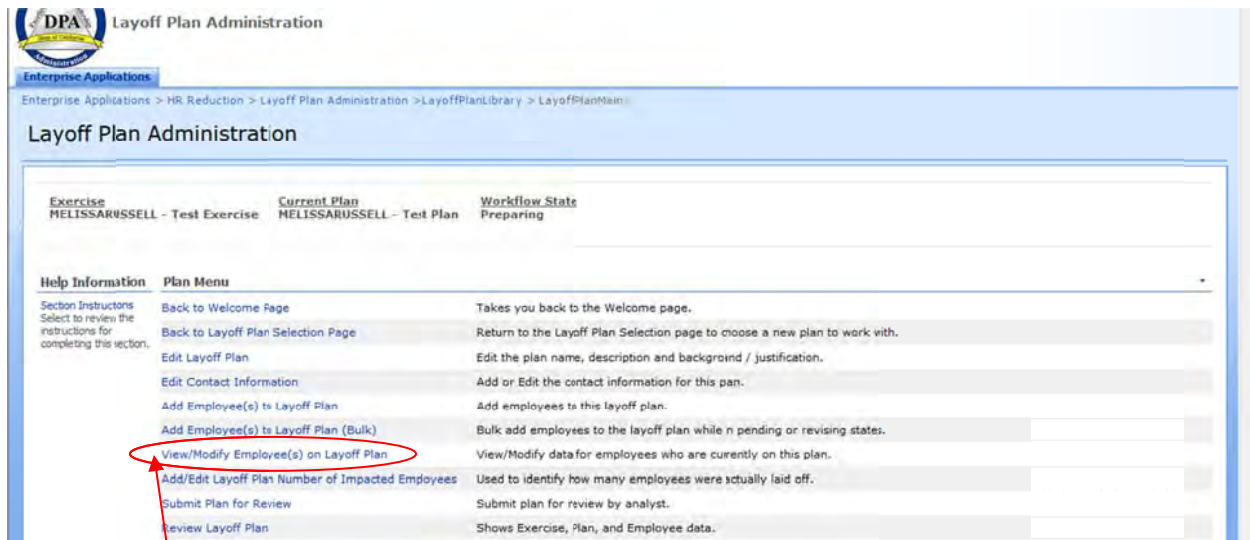 DPA
State of California
Administration
Layoff Plan Administration
Enterprise Applications
Enterprise Applications > HR Reduction > Layoff Plan Administration >LayoffPlanLibrary > LayoffPlanMain
Layoff Plan Administration
Exercise Current Plan Workflow State
MELISSARUSSELL - Test Exercise MELISSARUSSELL - Test Plan Preparing
Help Information Plan Menu
Section Instructons
Select to review the
instructions for
completing this section.
Back to Welcome Page Takes you back to the Welcome page.
Back to Layoff Plan Selection Page Return to the Layoff Plan Selection page to choose a new plan to work with.
Edit Layoff Plan Edit the plan name, description and background / justification.
Edit Contact Information Add or Edit the contact information for this pan.
Add Employee(s) to Layoff Plan Add employees to this layoff plan.
Add Employee(s) to Layoff Plan (Bulk) Bulk add employees to the layoff plan while n pending or revising states.
View/Modify Employee(s) on Layoff Plan View/Modify data for employees who are currently on this plan.
Add/Edit Layoff Plan Number of Impacted Employees Used to identify how many employees were actually laid off.
Submit Plan for Review Submit plan for review by analyst.
Review Layoff Plan Shows Exercise, Plan, and Employee data.